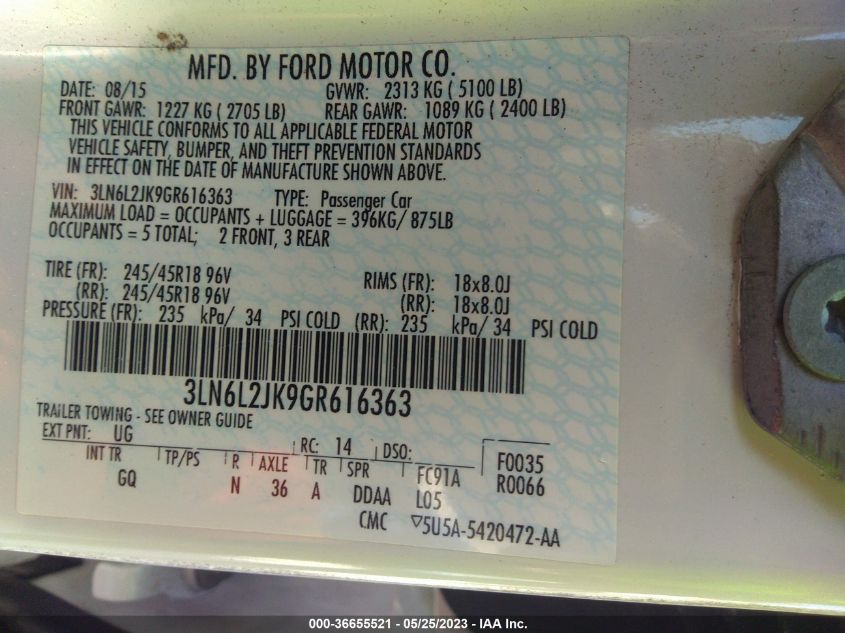 MFD. BY FORD MOTOR CO.
DATE: 08/15 GVWR: 2313 KG ( 5100 LB)
FRONT GAWR: 1227 KG ( 2705 LB) REAR GAWR: 1089 KG ( 2400 LB)
THIS VEHICLE CONFORMS TO ALL APPLICABLE FEDERAL MOTOR
VEHICLE SAFETY, BUMPER, AND THEFT PREVENTION STANDARDS
IN EFFECT ON THE DATE OF MANUFACTURE SHOWN ABOVE.
VIN: 3LN6L2JK9GR616363 TYPE: Passenger Car
MAXIMUM LOAD = OCCUPANTS + LUGGAGE = 396KG/ 875LB
OCCUPANTS = 5 TOTAL; 2 FRONT, 3 REAR
TIRE (FR): 245/45R18 96V RIMS (FR): 18x8.0J
(RR): 245/45R18 96V (RR): 18x8.0J
PRESSURE (FR): 235 kPa/ 34 PSI COLD (RR): 235 kPa/ 34 PSI COLD
3LN6L2JK9GR616363
TRAILER TOWING - SEE OWNER GUIDE
EXT PNT: UG RC: 14 DSO: F0035
INT TR TP/PS R AXLE TR SPR FC91A R0066
GQ N 36 A DDAA L05
CMC ▽5U5A-5420472-AA
000-36655521 - 05/25/2023 - IAA Inc.